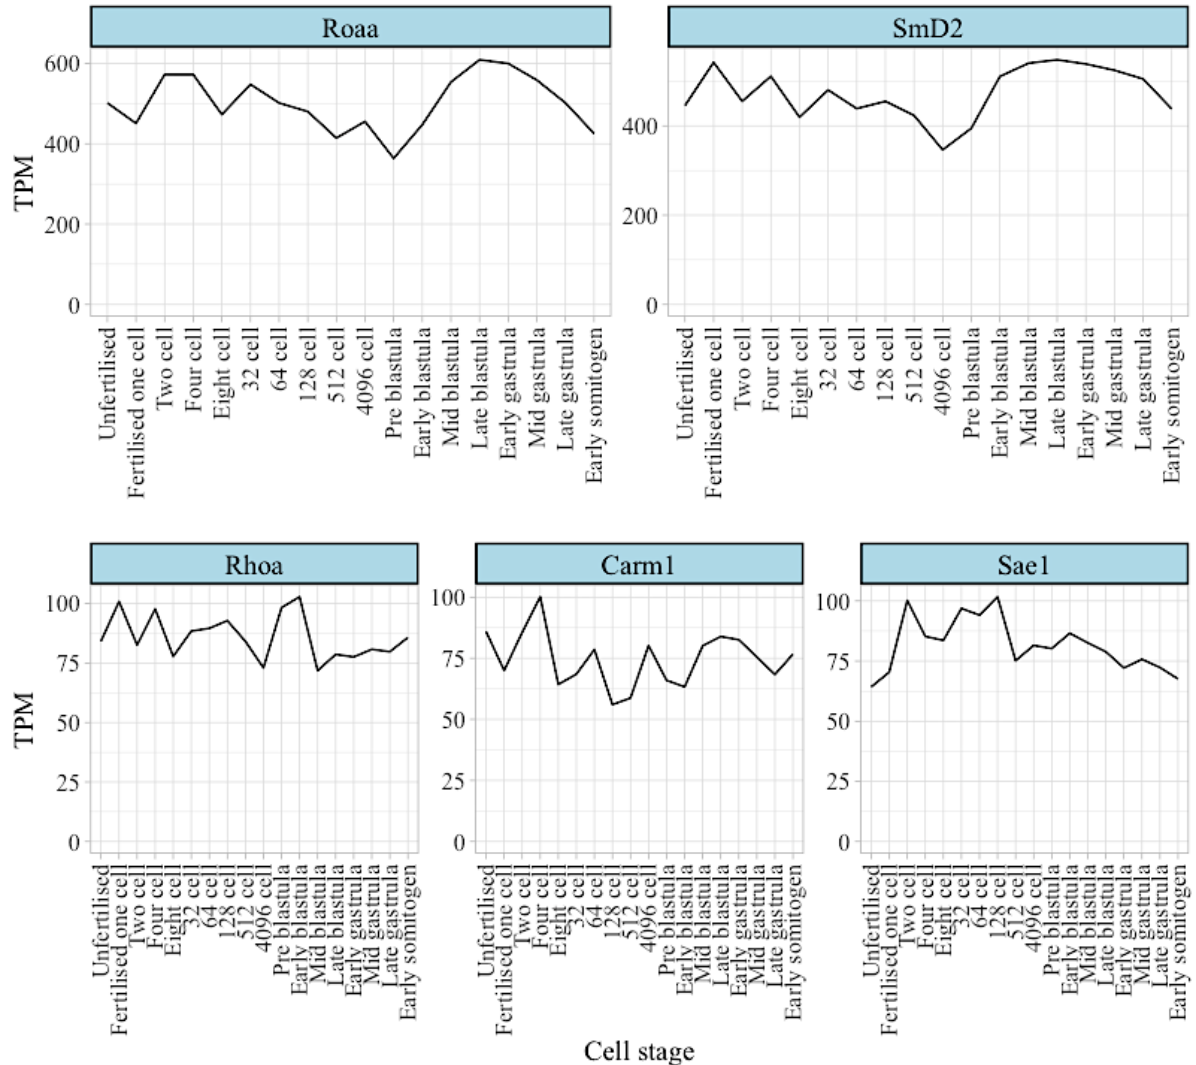 Roaa
SmD2
TPM
600
400
200
0
400
200
0
Unfertilised
Fertilised one cell
Two cell
Four cell
Eight cell
32 cell
64 cell
128 cell
512 cell
4096 cell
Pre blastula
Early blastula
Mid blastula
Late blastula
Early gastrula
Mid gastrula
Late gastrula
Early somitogen
Unfertilised
Fertilised one cell
Two cell
Four cell
Eight cell
32 cell
64 cell
128 cell
512 cell
4096 cell
Pre blastula
Early blastula
Mid blastula
Late blastula
Early gastrula
Mid gastrula
Late gastrula
Early somitogen
Rhoa
Carm1
Sae1
TPM
100
75
50
25
0
100
75
50
25
0
100
75
50
25
0
Unfertilised
Fertilised one cell
Two cell
Four cell
Eight cell
32 cell
64 cell
128 cell
512 cell
4096 cell
Pre blastula
Early blastula
Mid blastula
Late blastula
Early gastrula
Mid gastrula
Late gastrula
Early somitogen
Unfertilised
Fertilised one cell
Two cell
Four cell
Eight cell
32 cell
64 cell
128 cell
512 cell
4096 cell
Pre blastula
Early blastula
Mid blastula
Late blastula
Early gastrula
Mid gastrula
Late gastrula
Early somitogen
Unfertilised
Fertilised one cell
Two cell
Four cell
Eight cell
32 cell
64 cell
128 cell
512 cell
4096 cell
Pre blastula
Early blastula
Mid blastula
Late blastula
Early gastrula
Mid gastrula
Late gastrula
Early somitogen
Cell stage